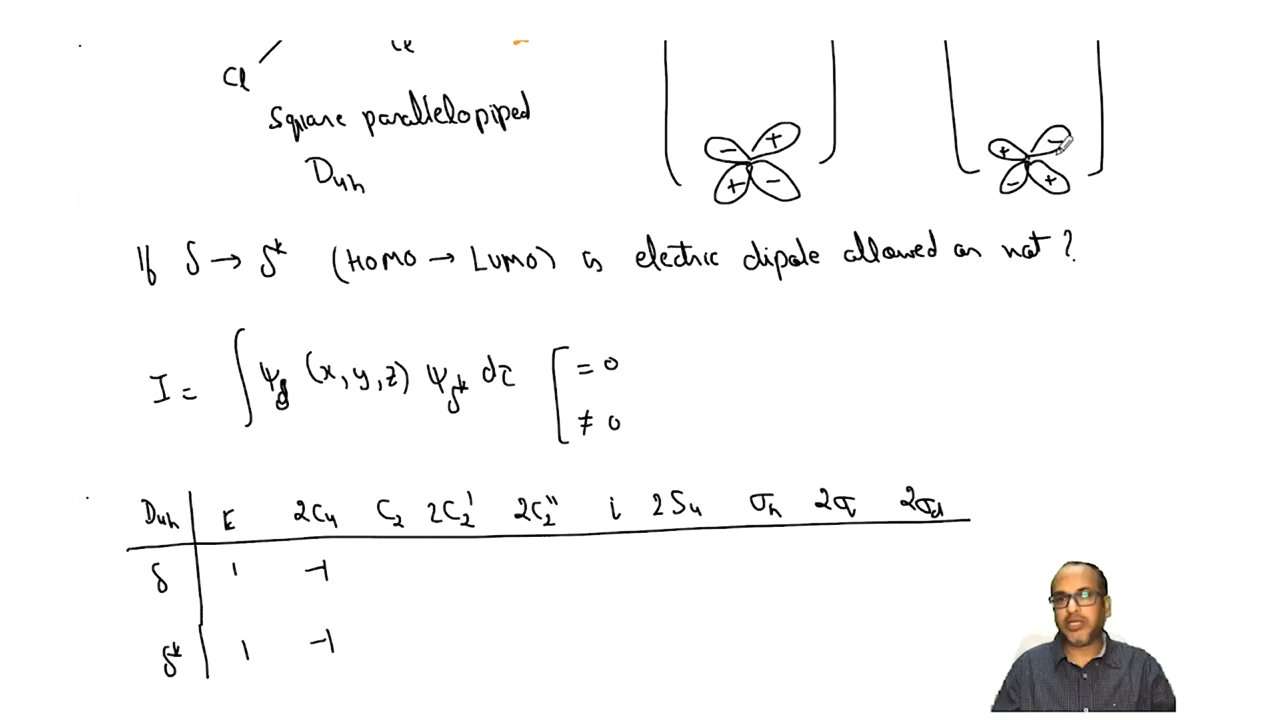 Cl
Cl
Square parallelopiped
D4h
- + + -
+ - - +
If δ → δ* (HOMO → LUMO) is electric dipole allowed or not ?
I = ∫ ψδ (x, y, z) ψδ* dτ [ = 0
≠ 0
D4h E 2C4 C2 2C2' 2C2" i 2S4 σh 2σv 2σd
δ 1 -1
δ* 1 -1